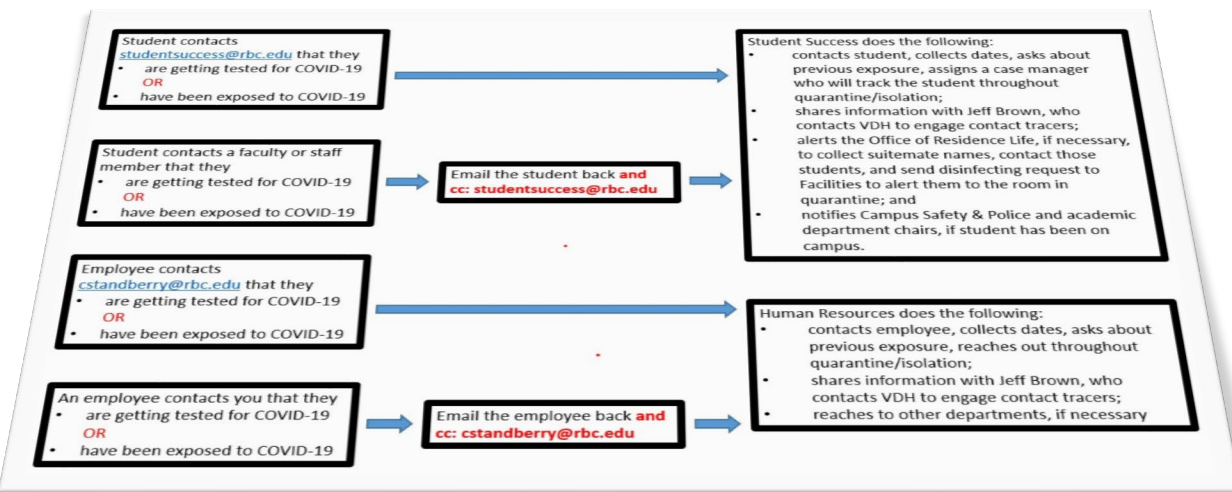 Student contacts
studentsuccess@rbc.edu that they
• are getting tested for COVID-19
OR
• have been exposed to COVID-19
Student Success does the following:
• contacts student, collects dates, asks about
previous exposure, assigns a case manager
who will track the student throughout
quarantine/isolation;
• shares information with Jeff Brown, who
contacts VDH to engage contact tracers;
• alerts the Office of Residence Life, if necessary,
to collect suitemate names, contact those
students, and send disinfecting request to
Facilities to alert them to the room in
quarantine; and
• notifies Campus Safety & Police and academic
department chairs, if student has been on
campus.
Student contacts a faculty or staff
member that they
• are getting tested for COVID-19
OR
• have been exposed to COVID-19
Email the student back and
cc: studentsuccess@rbc.edu
Employee contacts
cstandberry@rbc.edu that they
• are getting tested for COVID-19
OR
• have been exposed to COVID-19
Human Resources does the following:
• contacts employee, collects dates, asks about
previous exposure, reaches out throughout
quarantine/isolation;
• shares information with Jeff Brown, who
contacts VDH to engage contact tracers;
• reaches to other departments, if necessary
An employee contacts you that they
• are getting tested for COVID-19
OR
• have been exposed to COVID-19
Email the employee back and
cc: cstandberry@rbc.edu